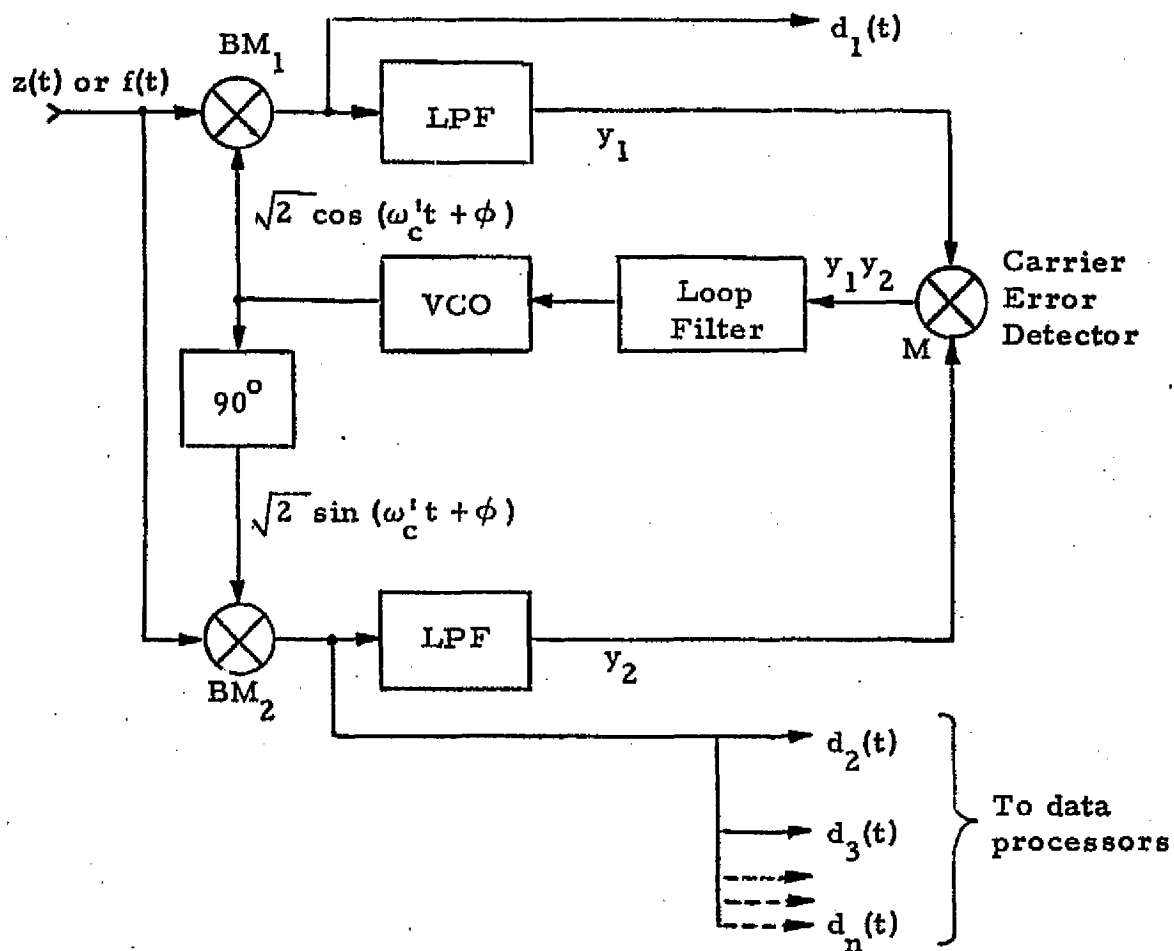 d₁(t)
BM₁
z(t) or f(t)
LPF
y₁
√2 cos (ω'c t + φ)
VCO
Loop
Filter
y₁y₂
M
Carrier
Error
Detector
90°
√2 sin (ω'c t + φ)
BM₂
LPF
y₂
d₂(t)
d₃(t)
dₙ(t)
To data
processors